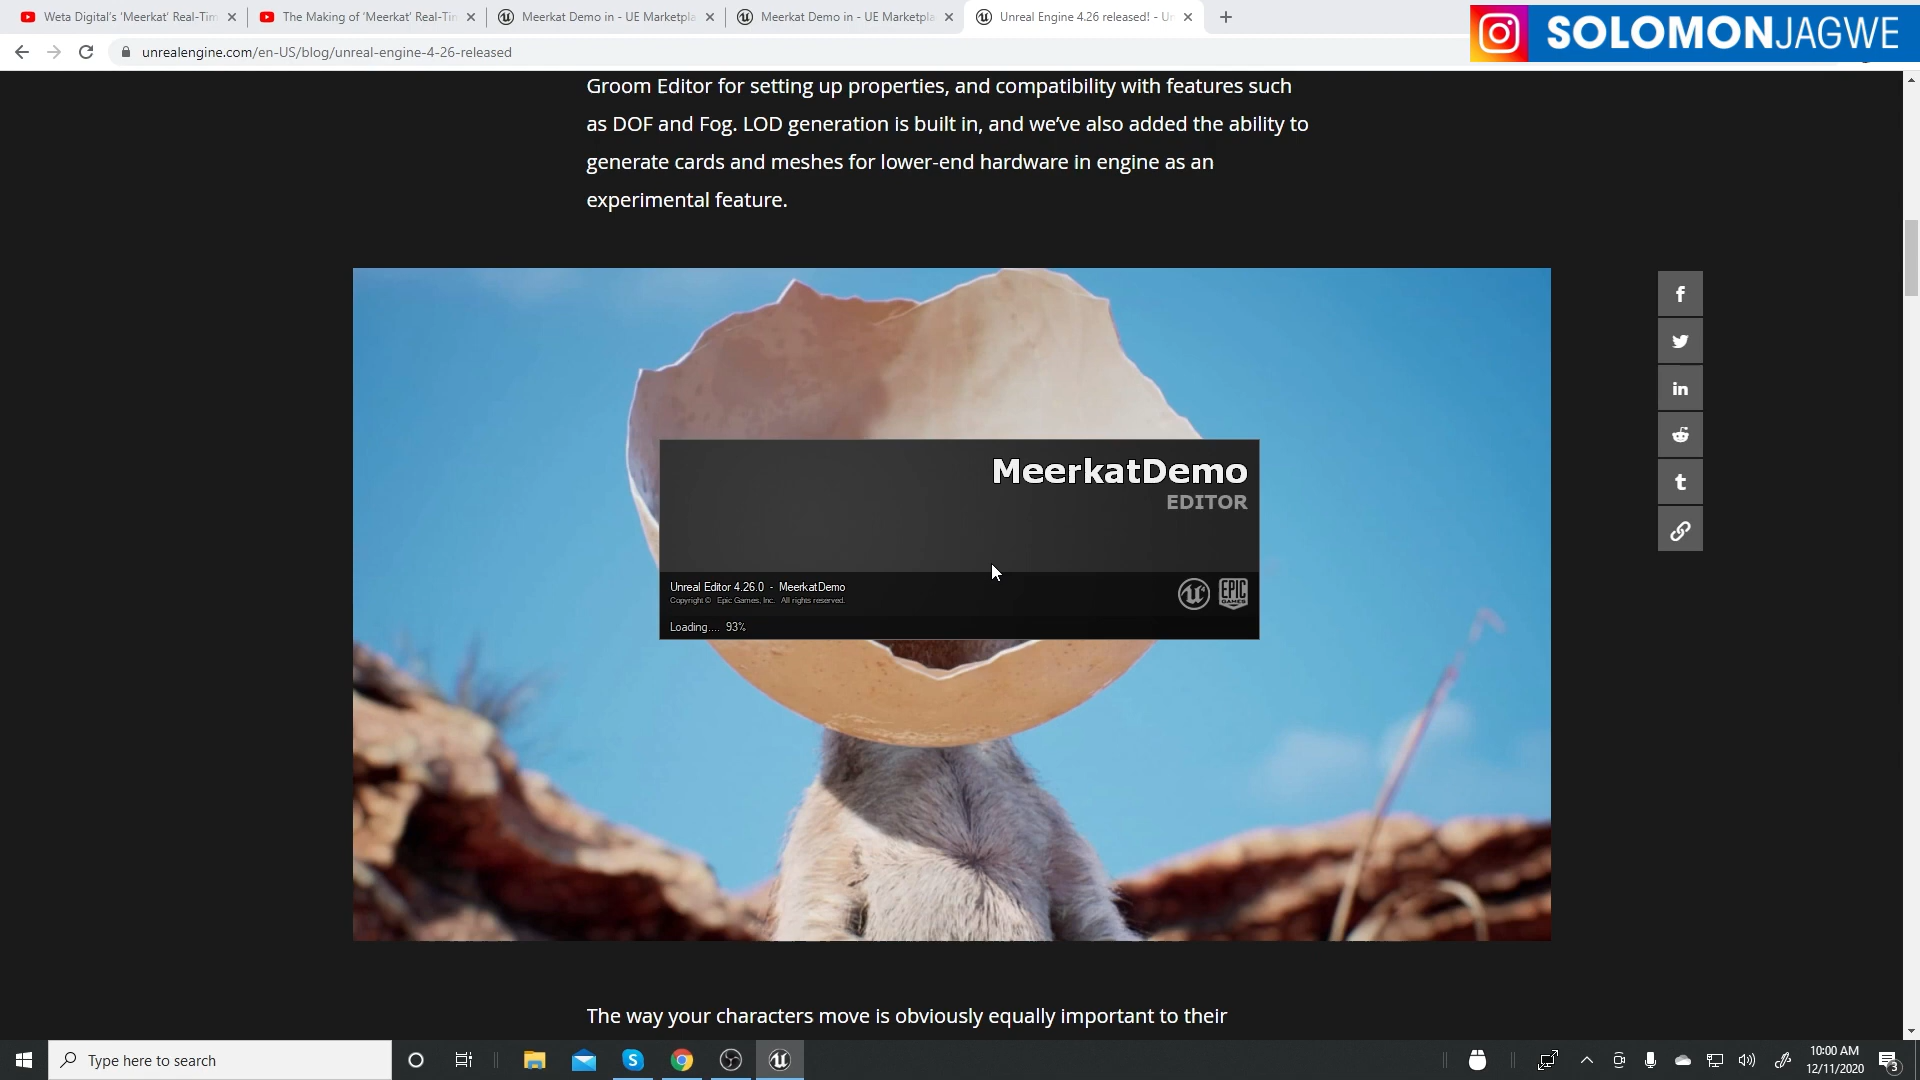 Weta Digital's 'Meerkat' Real-Tim
The Making of 'Meerkat' Real-Tin
Meerkat Demo in - UE Marketpla
Meerkat Demo in - UE Marketpla
Unreal Engine 4.26 released! - Un
SOLOMONJAGWE
unrealengine.com/en-US/blog/unreal-engine-4-26-released
Groom Editor for setting up properties, and compatibility with features such
as DOF and Fog. LOD generation is built in, and we've also added the ability to
generate cards and meshes for lower-end hardware in engine as an
experimental feature.
MeerkatDemo
EDITOR
Unreal Editor 4.26.0 - MeerkatDemo
Copyright © Epic Games, Inc. All rights reserved.
EPIC
GAMES
Loading.... 93%
The way your characters move is obviously equally important to their
Type here to search
10:00 AM
12/11/2020
3